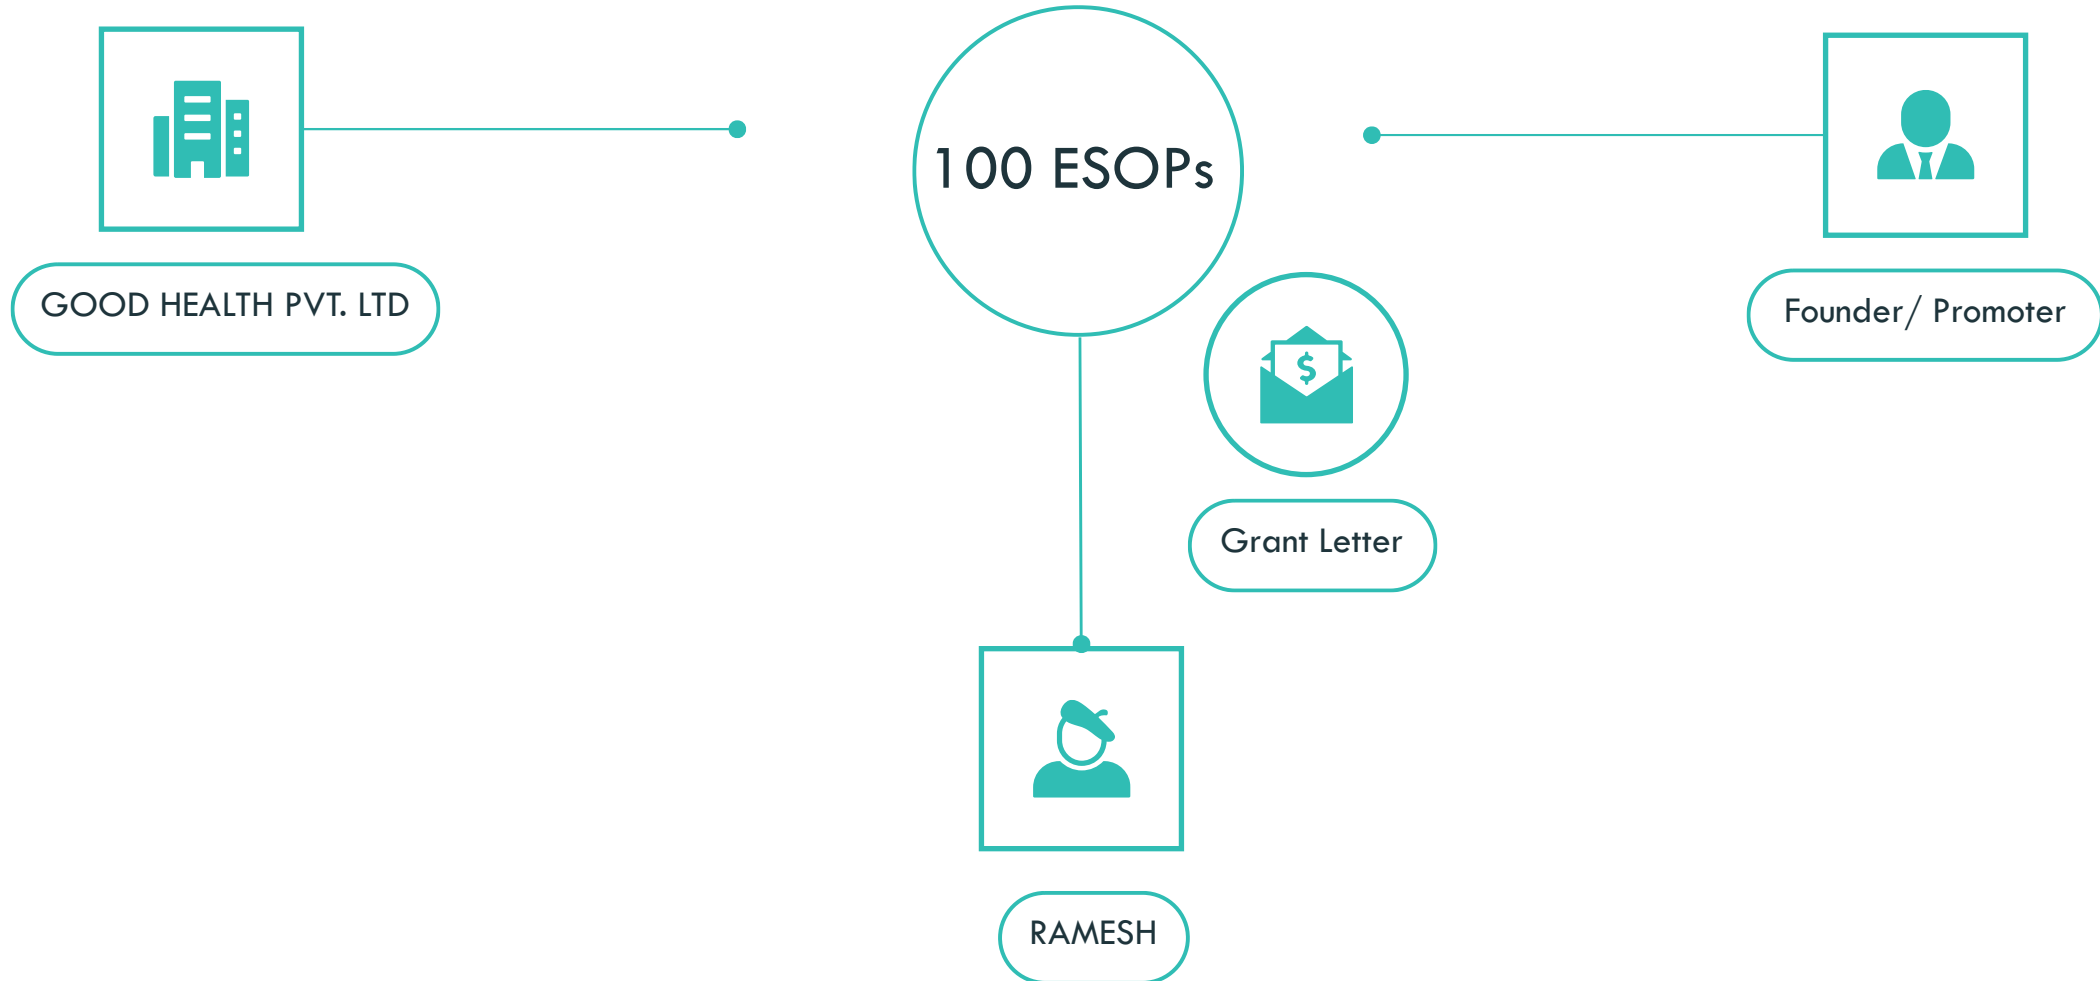 100 ESOPs
GOOD HEALTH PVT. LTD
Founder/ Promoter
$
Grant Letter
RAMESH